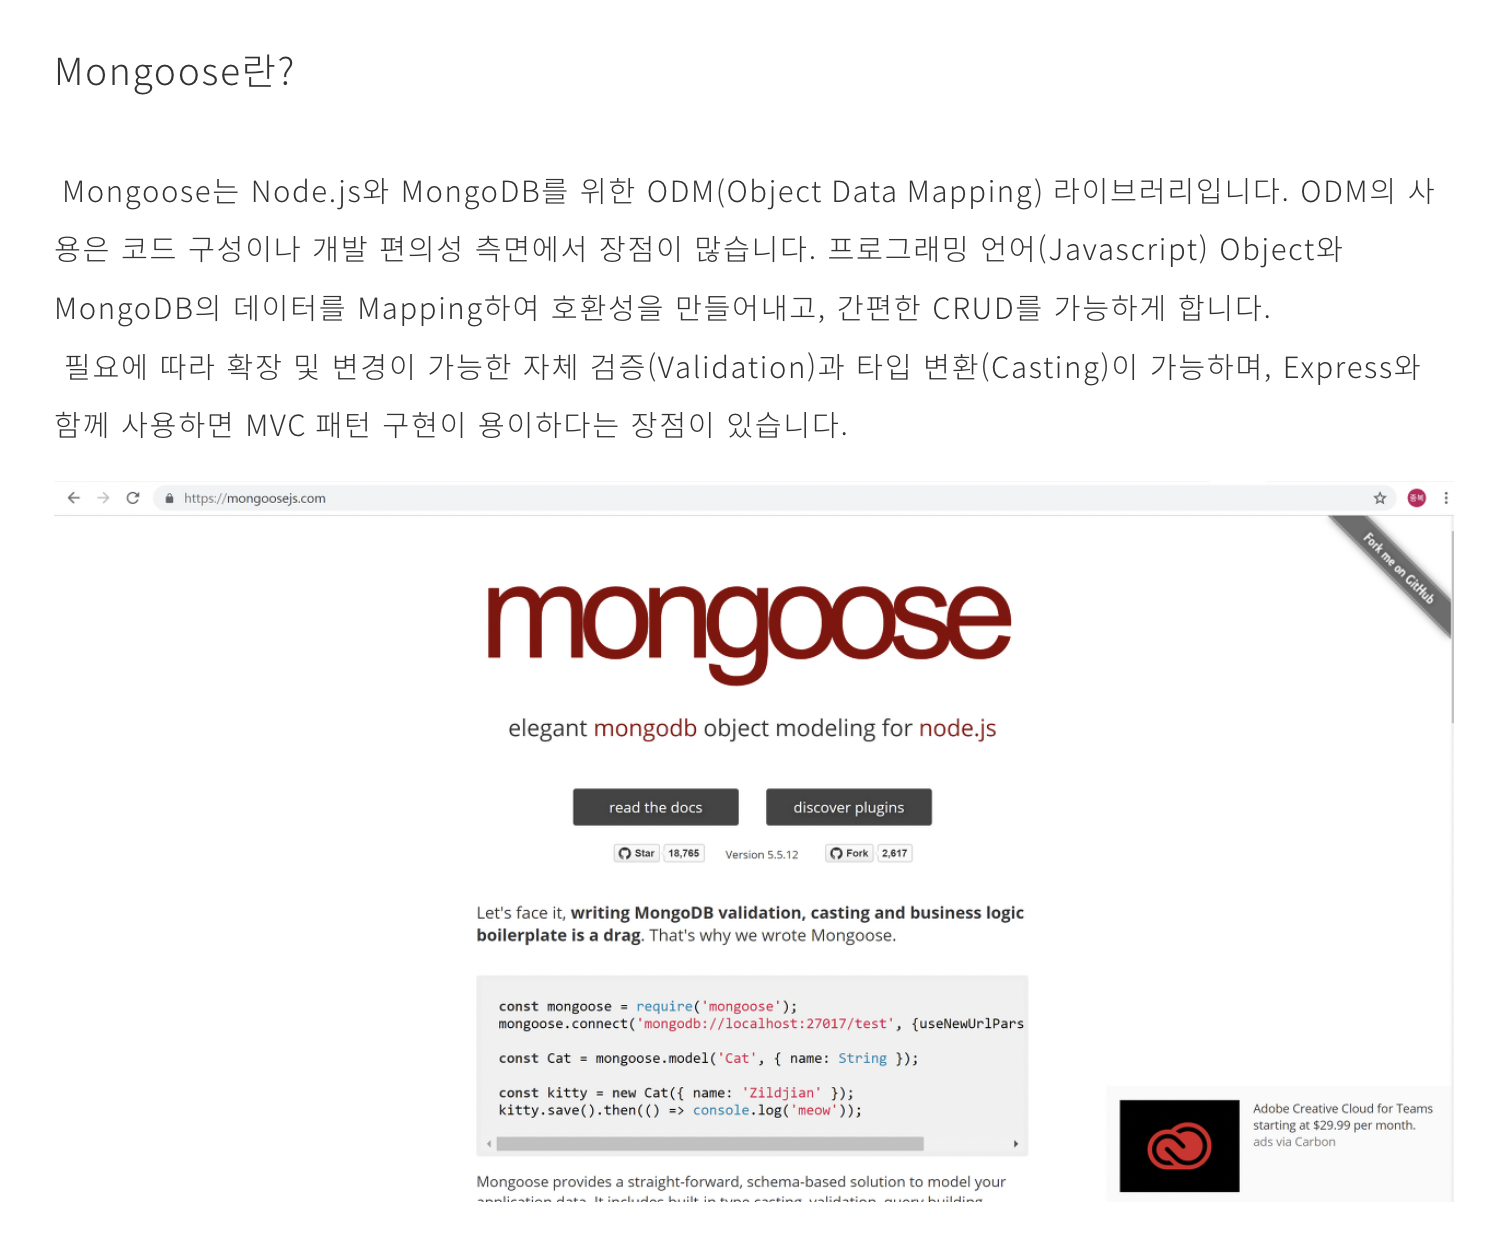 Mongoose란?
Mongoose는 Node.js와 MongoDB를 위한 ODM(Object Data Mapping) 라이브러리입니다. ODM의 사
용은 코드 구성이나 개발 편의성 측면에서 장점이 많습니다. 프로그래밍 언어(Javascript) Object와
MongoDB의 데이터를 Mapping하여 호환성을 만들어내고, 간편한 CRUD를 가능하게 합니다.
필요에 따라 확장 및 변경이 가능한 자체 검증(Validation)과 타입 변환(Casting)이 가능하며, Express와
함께 사용하면 MVC 패턴 구현이 용이하다는 장점이 있습니다.
https://mongoosejs.com
Fork me on GitHub
mongoose
elegant mongodb object modeling for node.js
read the docs discover plugins
Star 18,765 Version 5.5.12 Fork 2,617
Let's face it, writing MongoDB validation, casting and business logic
boilerplate is a drag. That's why we wrote Mongoose.
const mongoose = require('mongoose');
mongoose.connect('mongodb://localhost:27017/test', {useNewUrlPars
const Cat = mongoose.model('Cat', { name: String });
const kitty = new Cat({ name: 'Zildjian' });
kitty.save().then(() => console.log('meow'));
Adobe Creative Cloud for Teams
starting at $29.99 per month.
ads via Carbon
Mongoose provides a straight-forward, schema-based solution to model your
application data. It includes built-in type casting, validation, query building,